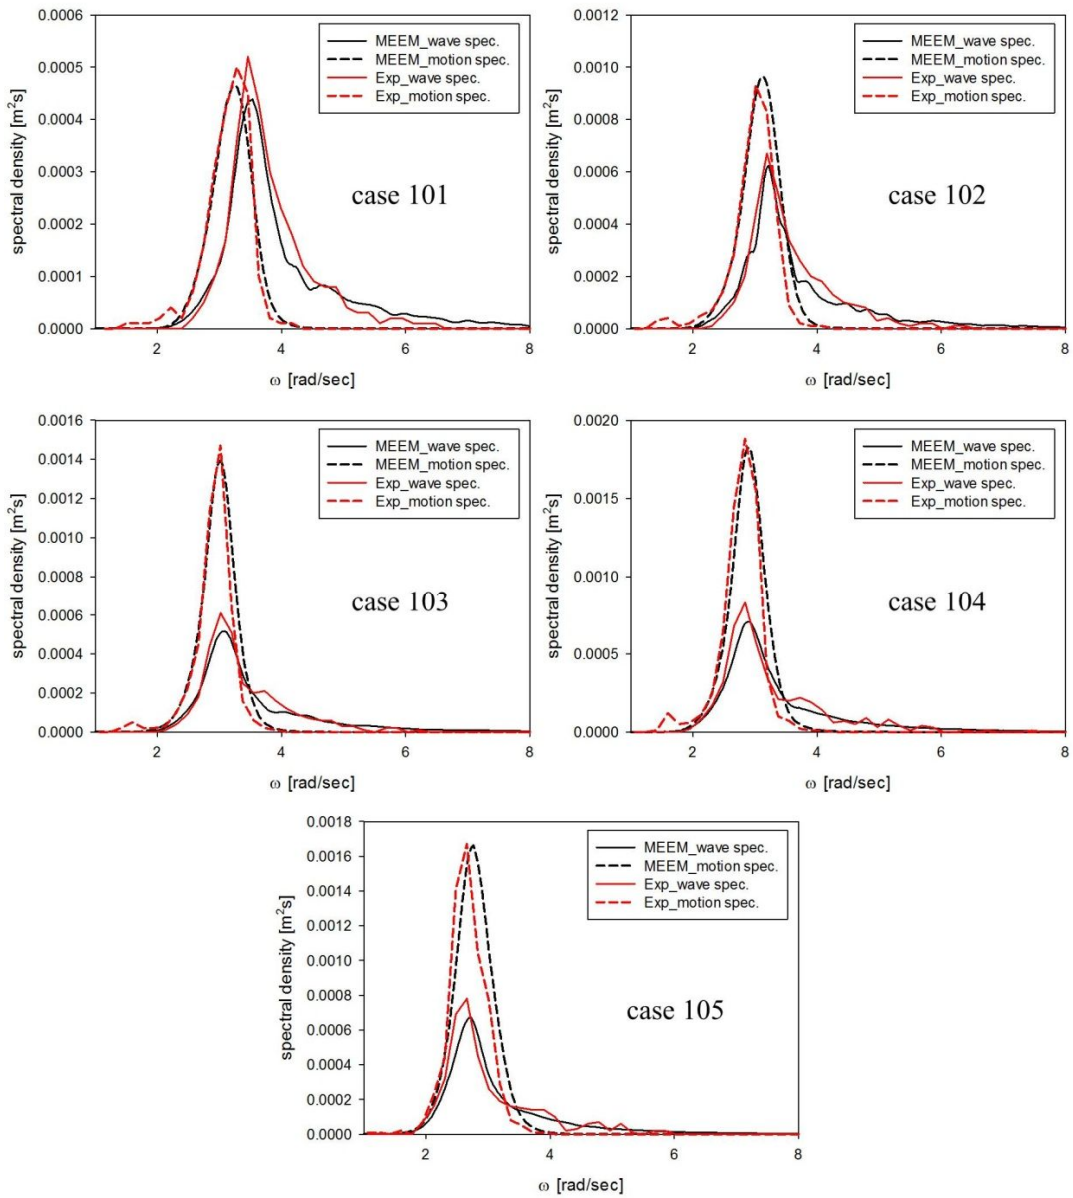 0.0006
0.0005
0.0004
0.0003
0.0002
0.0001
0.0000
spectral density [m²s]
MEEM_wave spec.
MEEM_motion spec.
Exp_wave spec.
Exp_motion spec.
case 101
2 4 6 8
ω [rad/sec]
0.0012
0.0010
0.0008
0.0006
0.0004
0.0002
0.0000
spectral density [m²s]
MEEM_wave spec.
MEEM_motion spec.
Exp_wave spec.
Exp_motion spec.
case 102
2 4 6 8
ω [rad/sec]
0.0016
0.0014
0.0012
0.0010
0.0008
0.0006
0.0004
0.0002
0.0000
spectral density [m²s]
MEEM_wave spec.
MEEM_motion spec.
Exp_wave spec.
Exp_motion spec.
case 103
2 4 6 8
ω [rad/sec]
0.0020
0.0015
0.0010
0.0005
0.0000
spectral density [m²s]
MEEM_wave spec.
MEEM_motion spec.
Exp_wave spec.
Exp_motion spec.
case 104
2 4 6 8
ω [rad/sec]
0.0018
0.0016
0.0014
0.0012
0.0010
0.0008
0.0006
0.0004
0.0002
0.0000
spectral density [m²s]
MEEM_wave spec.
MEEM_motion spec.
Exp_wave spec.
Exp_motion spec.
case 105
2 4 6 8
ω [rad/sec]